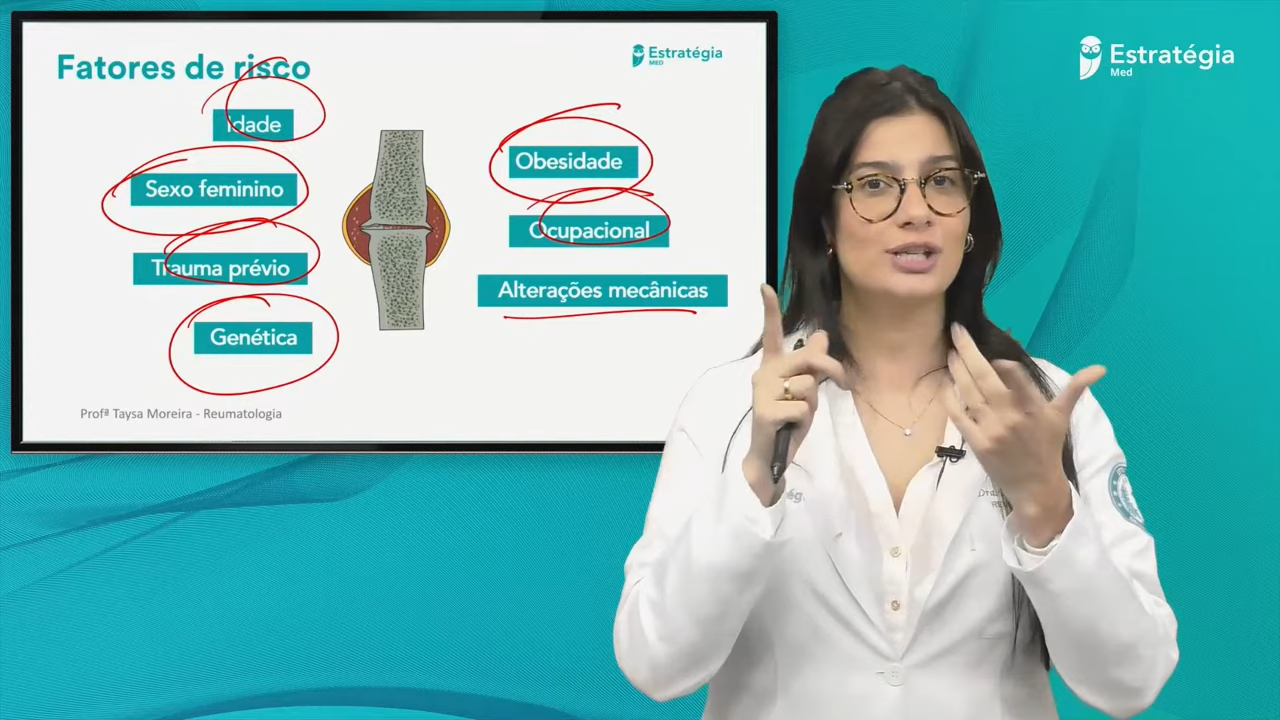 Fatores de risco
Estratégia
MED
Idade
Sexo feminino
Trauma prévio
Genética
Obesidade
Ocupacional
Alterações mecânicas
Profª Taysa Moreira - Reumatologia
Estratégia
Med